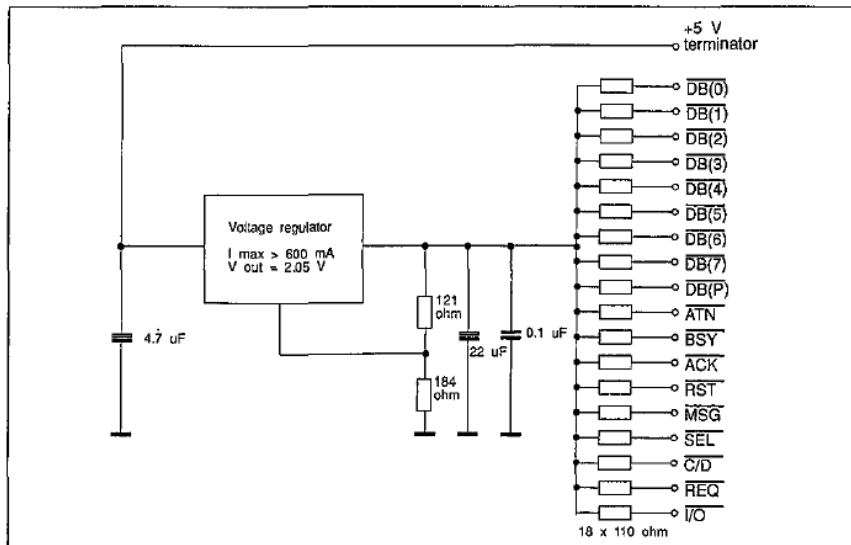 +5 V
terminator
DB(0)
DB(1)
DB(2)
DB(3)
DB(4)
DB(5)
DB(6)
DB(7)
DB(P)
ATN
BSY
ACK
RST
MSG
SEL
C/D
REQ
I/O
18 x 110 ohm
Voltage regulator
I max > 600 mA
V out = 2.05 V
4.7 uF
121
ohm
184
ohm
22 uF
0.1 uF